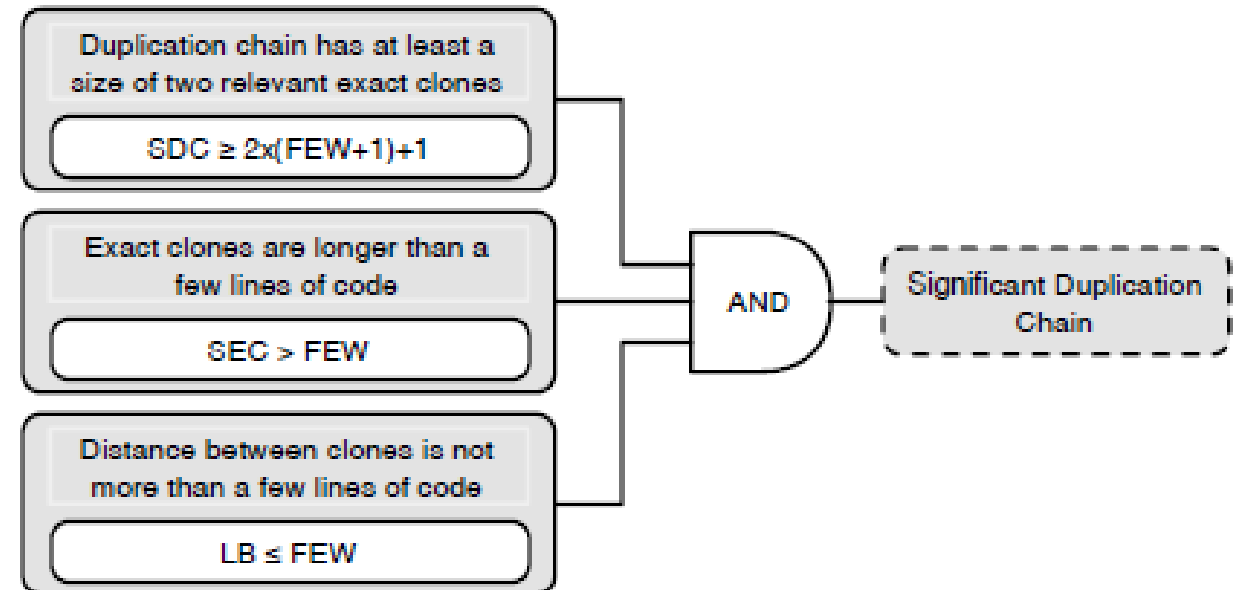 Duplication chain has at least a
size of two relevant exact clones
SDC ≥ 2x(FEW+1)+1
Exact clones are longer than a
few lines of code
SEC > FEW
Distance between clones is not
more than a few lines of code
LB ≤ FEW
AND
Significant Duplication
Chain